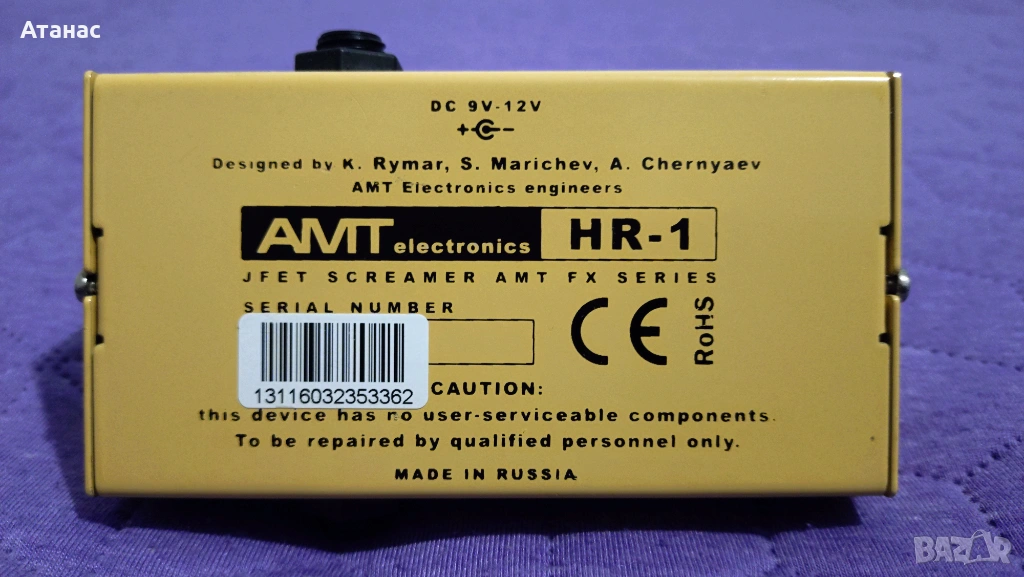 Атанас
DC 9V-12V
+ -
Designed by K. Rymar, S. Marichev, A. Chernyaev
AMT Electronics engineers
AMT electronics HR-1
JFET SCREAMER AMT FX SERIES
SERIAL NUMBER
CE RoHS
13116032353362
CAUTION:
this device has no user-serviceable components.
To be repaired by qualified personnel only.
MADE IN RUSSIA
BAZAR